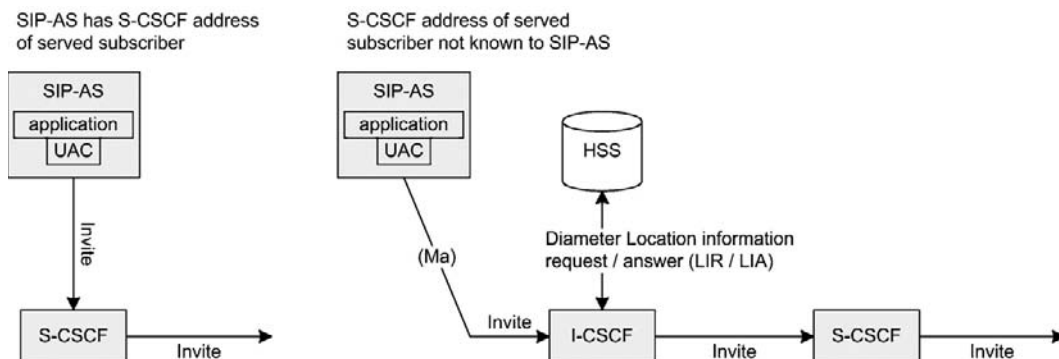 SIP-AS has S-CSCF address
of served subscriber
SIP-AS
application
UAC
Invite
S-CSCF
Invite
S-CSCF address of served
subscriber not known to SIP-AS
SIP-AS
application
UAC
(Ma)
HSS
Diameter Location information
request / answer (LIR / LIA)
Invite
I-CSCF
Invite
S-CSCF
Invite